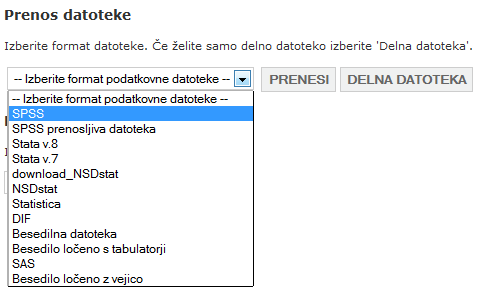 Prenos datoteke
Izberite format datoteke. Če želite samo delno datoteko izberite 'Delna datoteka'.
-- Izberite format podatkovne datoteke -- PRENESI DELNA DATOTEKA
-- Izberite format podatkovne datoteke --
SPSS
SPSS prenosljiva datoteka
Stata v.8
Stata v.7
download_NSDstat
NSDstat
Statistica
DIF
Besedilna datoteka
Besedilo ločeno s tabulatorji
SAS
Besedilo ločeno z vejico